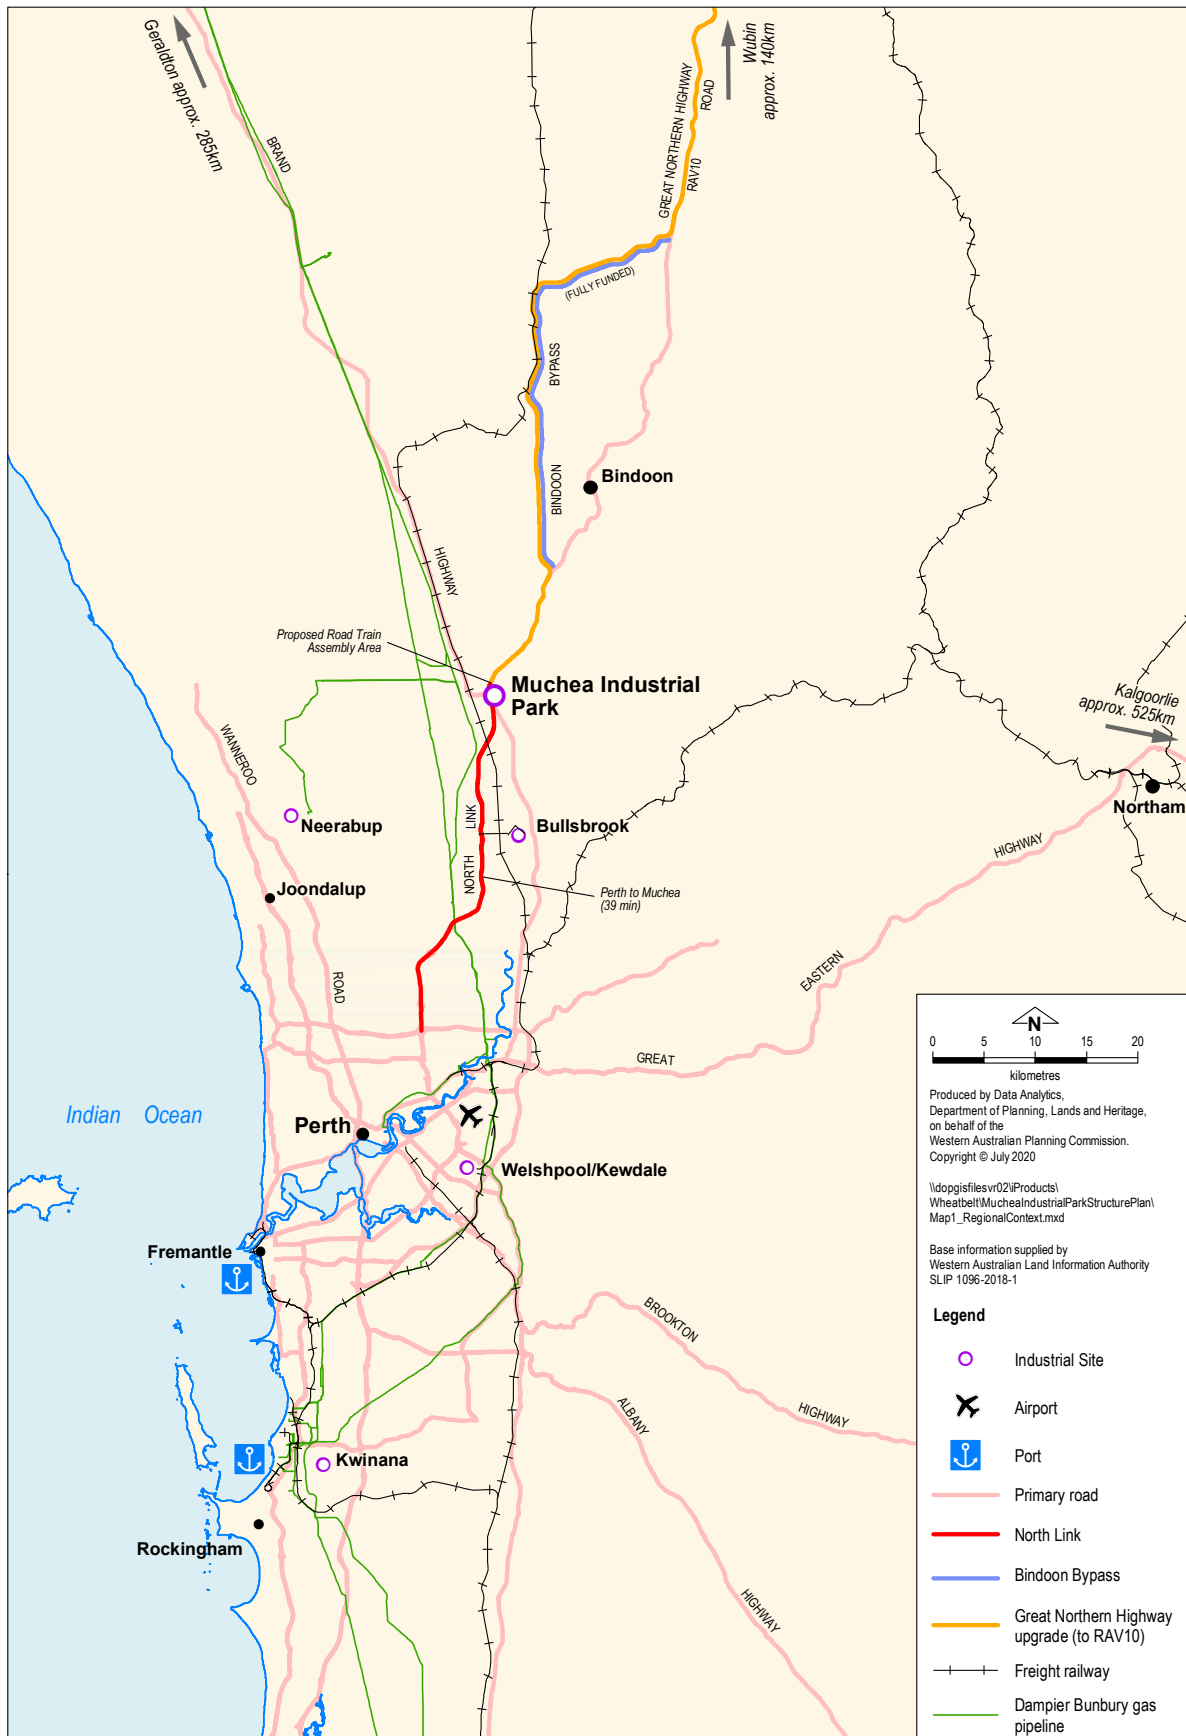 Geraldton approx. 285km
Wubin
approx. 140km
BRAND
GREAT NORTHERN HIGHWAY
ROAD
RAV10
(FULLY FUNDED)
BYPASS
BINDOON
Bindoon
HIGHWAY
Proposed Road Train
Assembly Area
Muchea Industrial
Park
Kalgoorlie
approx. 525km
WANNEROO
Northam
Neerabup
LINK
Bullsbrook
HIGHWAY
NORTH
Joondalup
Perth to Muchea
(39 min)
EASTERN
ROAD
GREAT
Indian Ocean
Perth
Welshpool/Kewdale
Fremantle
BROOKTON
HIGHWAY
ALBANY
Kwinana
Rockingham
HIGHWAY
N
0 5 10 15 20
kilometres
Produced by Data Analytics,
Department of Planning, Lands and Heritage,
on behalf of the
Western Australian Planning Commission.
Copyright © July 2020
\\dopgisfilesvr02\iProducts\
Wheatbelt\MucheaIndustrialParkStructurePlan\
Map1_RegionalContext.mxd
Base information supplied by
Western Australian Land Information Authority
SLIP 1096-2018-1
Legend
Industrial Site
Airport
Port
Primary road
North Link
Bindoon Bypass
Great Northern Highway
upgrade (to RAV10)
Freight railway
Dampier Bunbury gas
pipeline